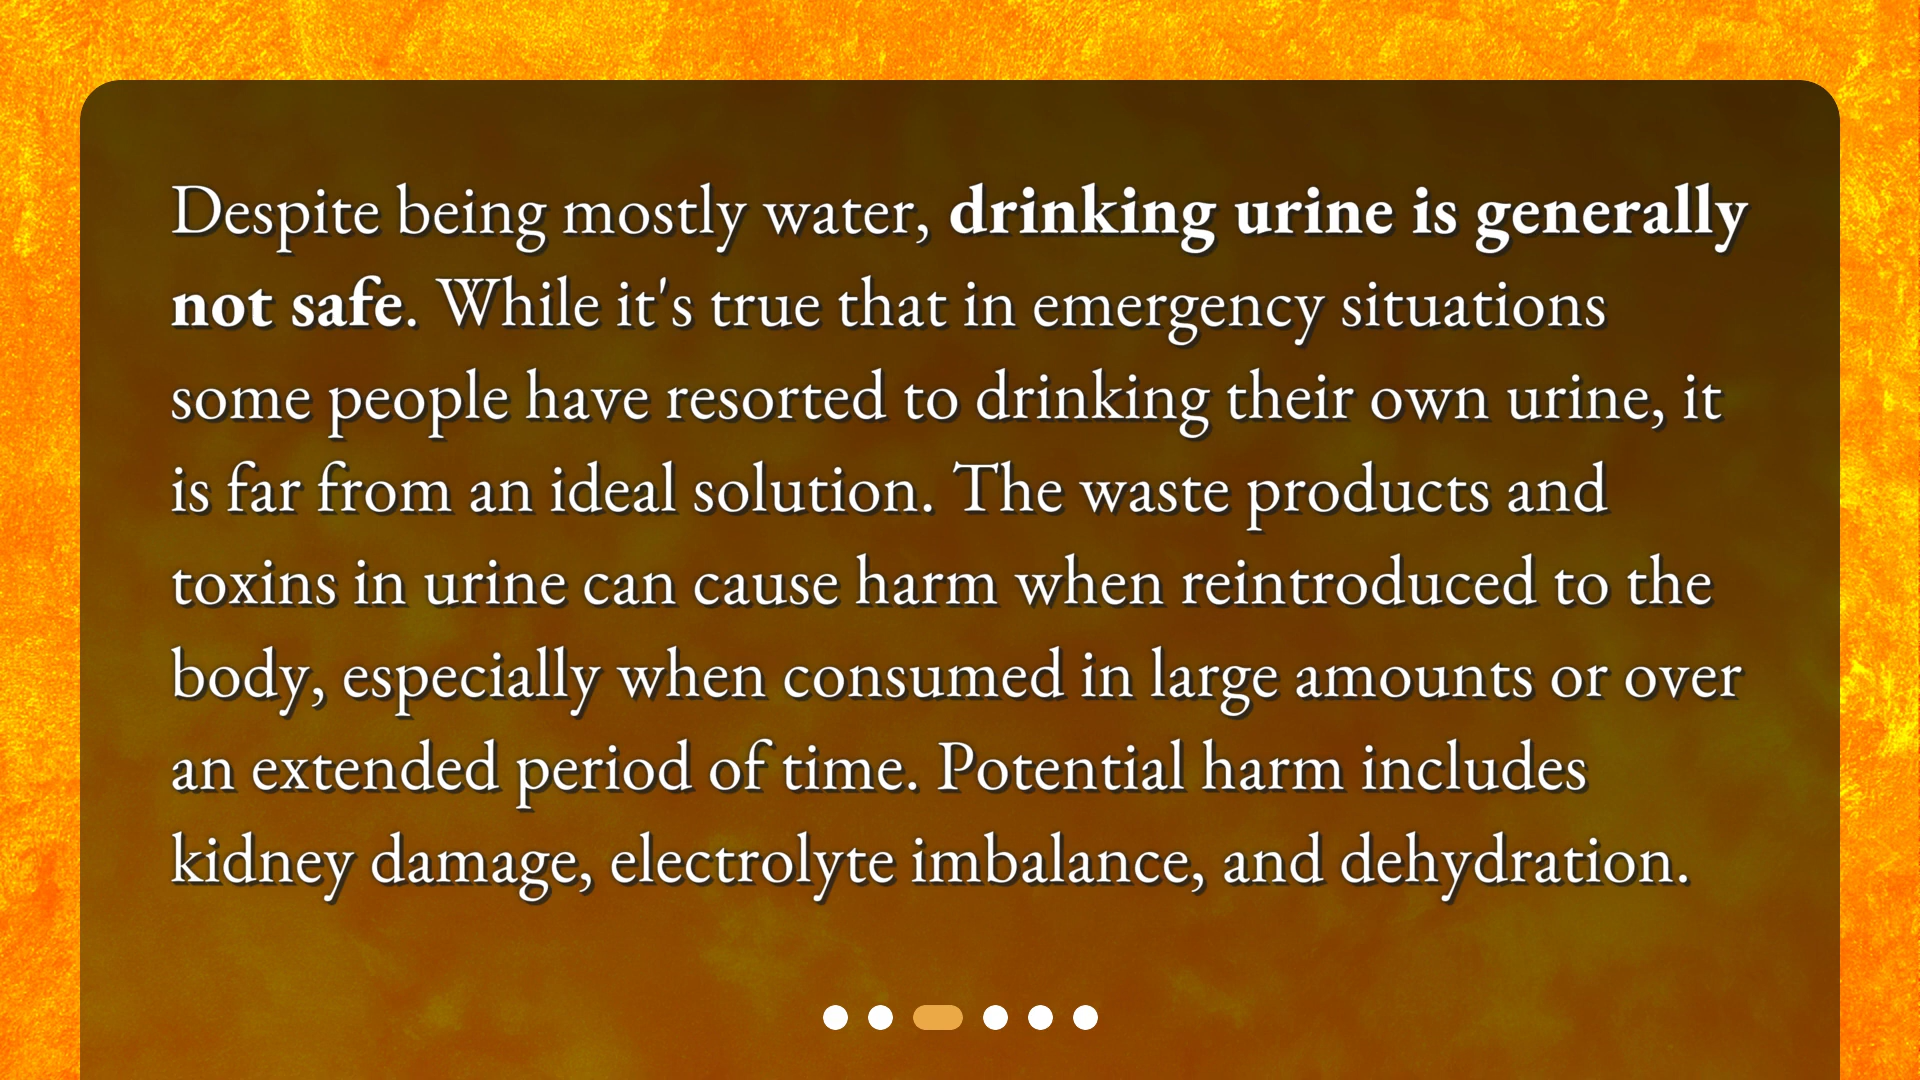 Despite being mostly water, drinking urine is generally
not safe. While it's true that in emergency situations
some people have resorted to drinking their own urine, it
is far from an ideal solution. The waste products and
toxins in urine can cause harm when reintroduced to the
body, especially when consumed in large amounts or over
an extended period of time. Potential harm includes
kidney damage, electrolyte imbalance, and dehydration.